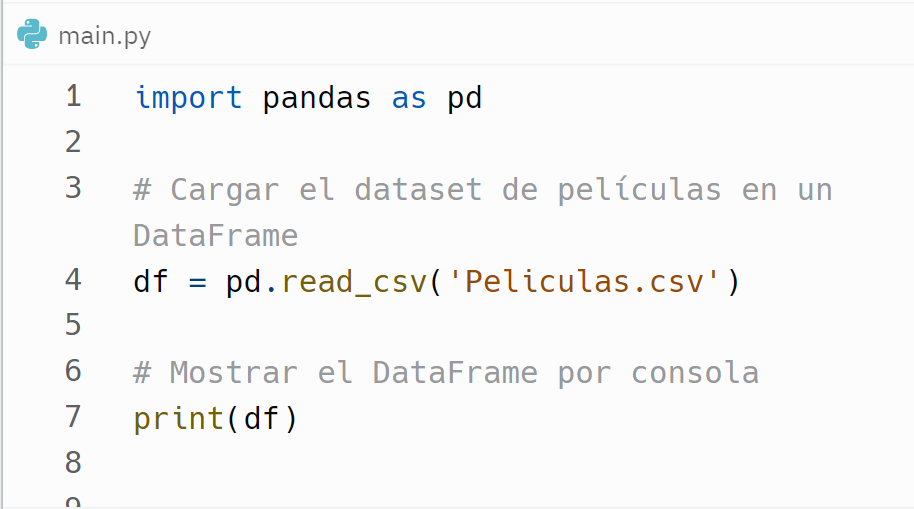 main.py
1 import pandas as pd
2
3 # Cargar el dataset de películas en un
DataFrame
4 df = pd.read_csv('Peliculas.csv')
5
6 # Mostrar el DataFrame por consola
7 print(df)
8
9